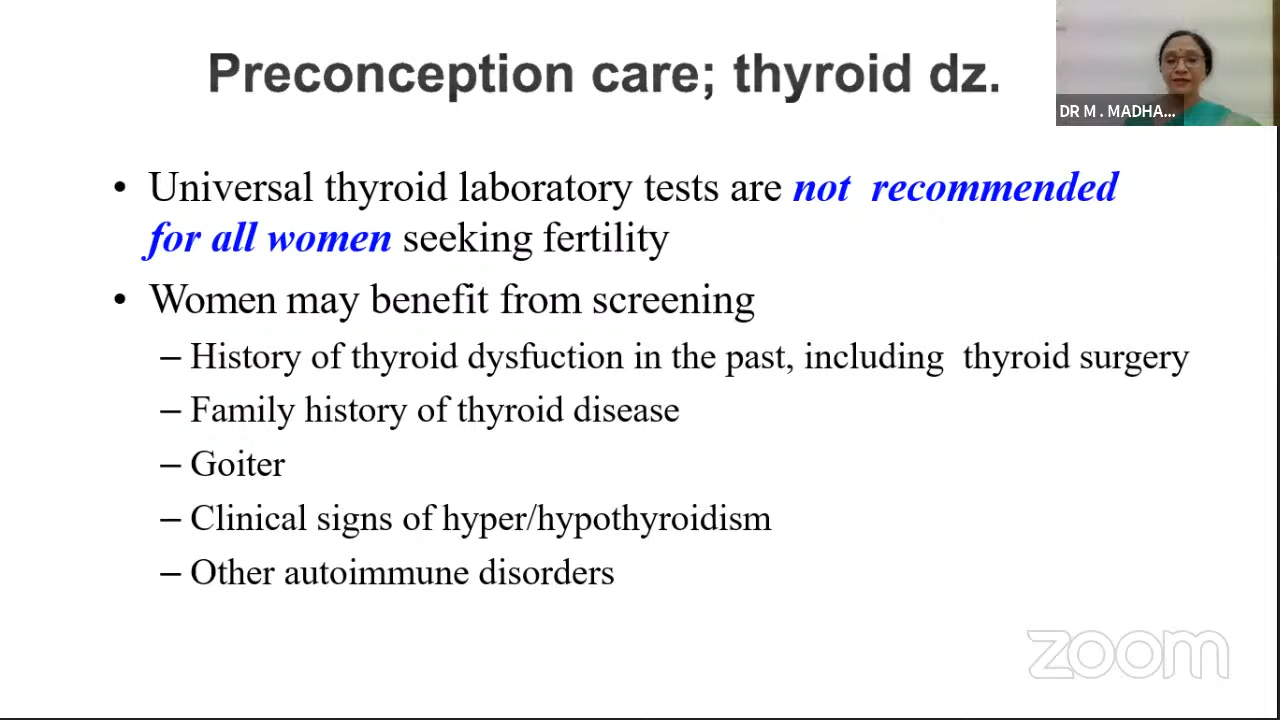 Preconception care; thyroid dz.
DR M . MADHA...
• Universal thyroid laboratory tests are not recommended
for all women seeking fertility
• Women may benefit from screening
– History of thyroid dysfuction in the past, including thyroid surgery
– Family history of thyroid disease
– Goiter
– Clinical signs of hyper/hypothyroidism
– Other autoimmune disorders
zoom